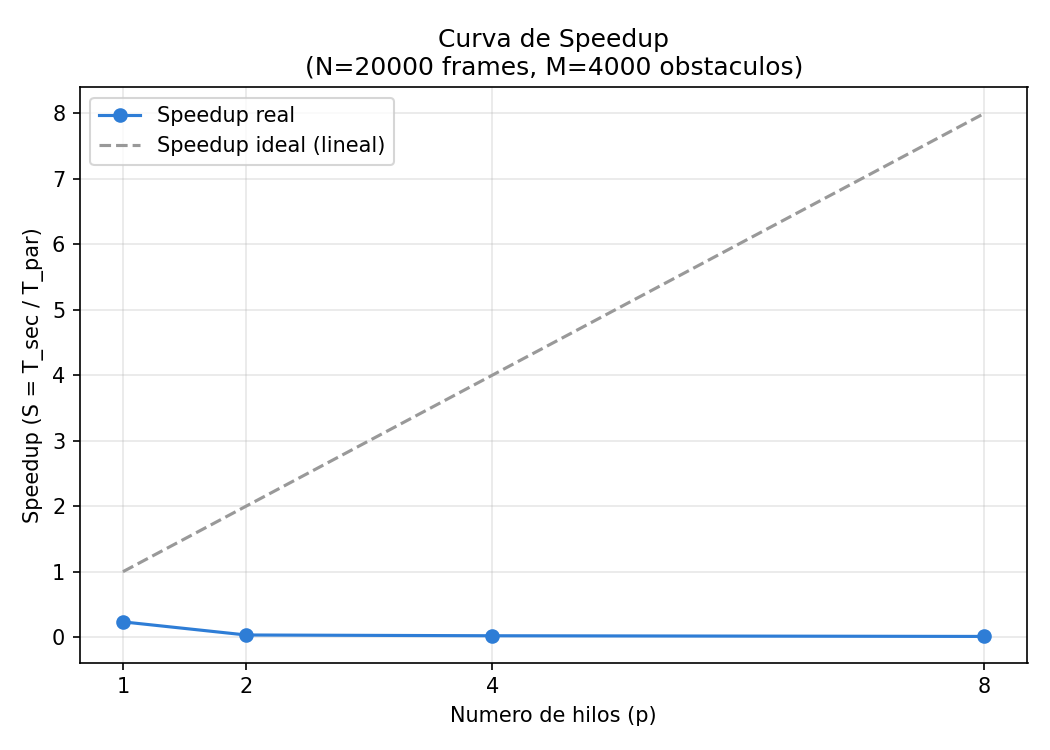 Curva de Speedup
(N=20000 frames, M=4000 obstaculos)
Speedup real
Speedup ideal (lineal)
Speedup (S = T_sec / T_par)
8
7
6
5
4
3
2
1
0
1 2 4 8
Numero de hilos (p)